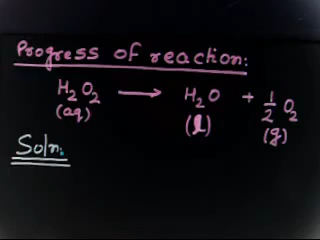 Progress of reaction:
H₂O₂ ⟶ H₂O + ½ O₂
(aq) (l) (g)
Soln: